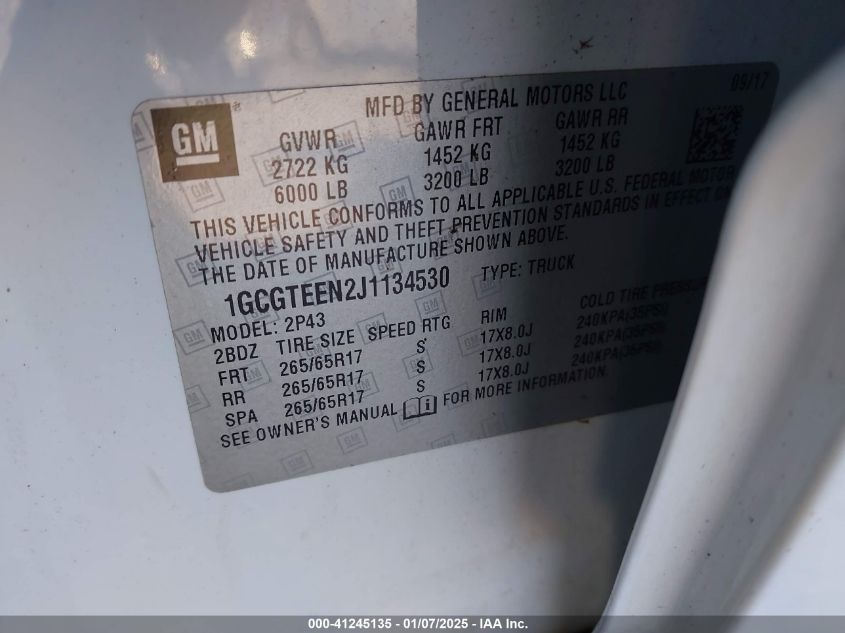 GM
MFD BY GENERAL MOTORS LLC 09/17
GVWR GAWR FRT GAWR RR
2722 KG 1452 KG 1452 KG
6000 LB 3200 LB 3200 LB
THIS VEHICLE CONFORMS TO ALL APPLICABLE U.S. FEDERAL MOTOR
VEHICLE SAFETY AND THEFT PREVENTION STANDARDS IN EFFECT ON
THE DATE OF MANUFACTURE SHOWN ABOVE.
1GCGTEEN2J1134530 TYPE: TRUCK
MODEL: 2P43
2BDZ TIRE SIZE SPEED RTG RIM COLD TIRE
FRT 265/65R17 S 17X8.0J 240KPA(35PSI)
RR 265/65R17 S 17X8.0J 240KPA(35PSI)
SPA 265/65R17 S 17X8.0J 240KPA(35PSI)
SEE OWNER'S MANUAL FOR MORE INFORMATION
000-41245135 - 01/07/2025 - IAA Inc.